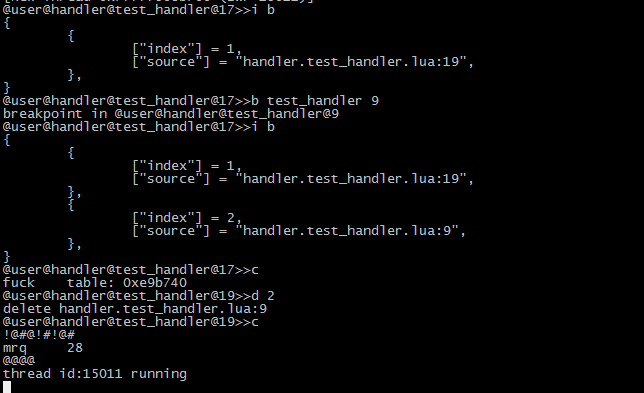 @user@handler@test_handler@17>>i b
{
{
["index"] = 1,
["source"] = "handler.test_handler.lua:19",
},
}
@user@handler@test_handler@17>>b test_handler 9
breakpoint in @user@handler@test_handler@9
@user@handler@test_handler@17>>i b
{
{
["index"] = 1,
["source"] = "handler.test_handler.lua:19",
},
{
["index"] = 2,
["source"] = "handler.test_handler.lua:9",
},
}
@user@handler@test_handler@17>>c
fuck table: 0xe9b740
@user@handler@test_handler@19>>d 2
delete handler.test_handler.lua:9
@user@handler@test_handler@19>>c
!@#@!#!@#
mrq 28
@@@@
thread id:15011 running